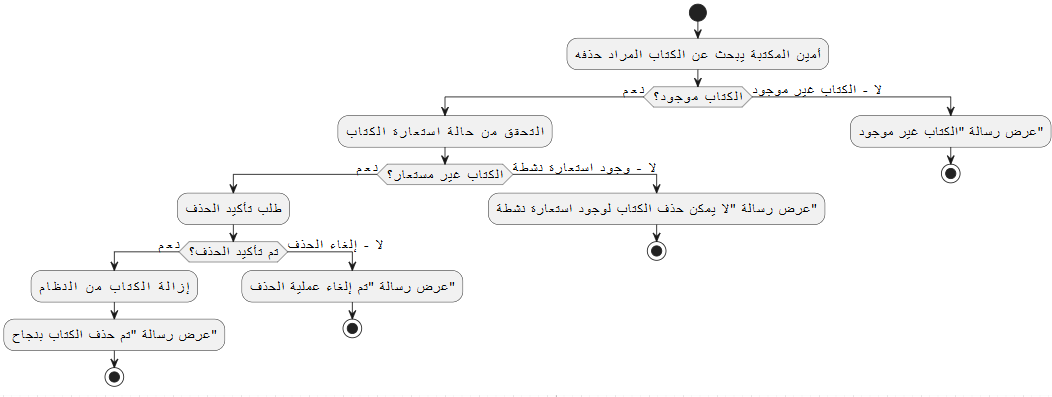 أمين المكتبة يبحث عن الكتاب المراد حذفه
نعم
الكتاب موجود؟
لا - الكتاب غير موجود
التحقق من حالة استعارة الكتاب
عرض رسالة "الكتاب غير موجود"
نعم
الكتاب غير مستعار؟
لا - وجود استعارة نشطة
طلب تأكيد الحذف
عرض رسالة "لا يمكن حذف الكتاب لوجود استعارة نشطة"
نعم
تم تأكيد الحذف؟
لا - إلغاء الحذف
إزالة الكتاب من النظام
عرض رسالة "تم إلغاء عملية الحذف"
عرض رسالة "تم حذف الكتاب بنجاح"